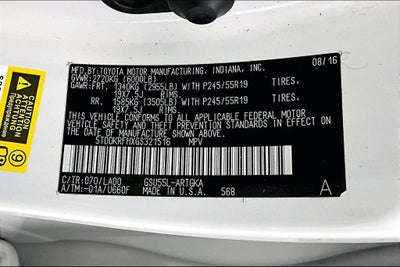 MFD.BY:TOYOTA MOTOR MANUFACTURING, INDIANA, INC. 08/16
GVWR:2720KG (6000LB)
GAWR:FRT. 1340KG (2955LB) WITH P245/55R19 TIRES,
19X7.5J RIMS,
RR. 1585KG (3505LB) WITH P245/55R19 TIRES,
19X7.5J RIMS,
THIS VEHICLE CONFORMS TO ALL APPLICABLE FEDERAL MOTOR
VEHICLE SAFETY STANDARDS IN EFFECT ON THE
DATE OF MANUFACTURE SHOWN ABOVE.
5TDDKRFHXGS321516 MPV
C/TR:070/LA00 GSU55L-ARTGKA
A/TM:-01A/U660F MADE IN U.S.A. 568 A
CAUTION
ATTENTION